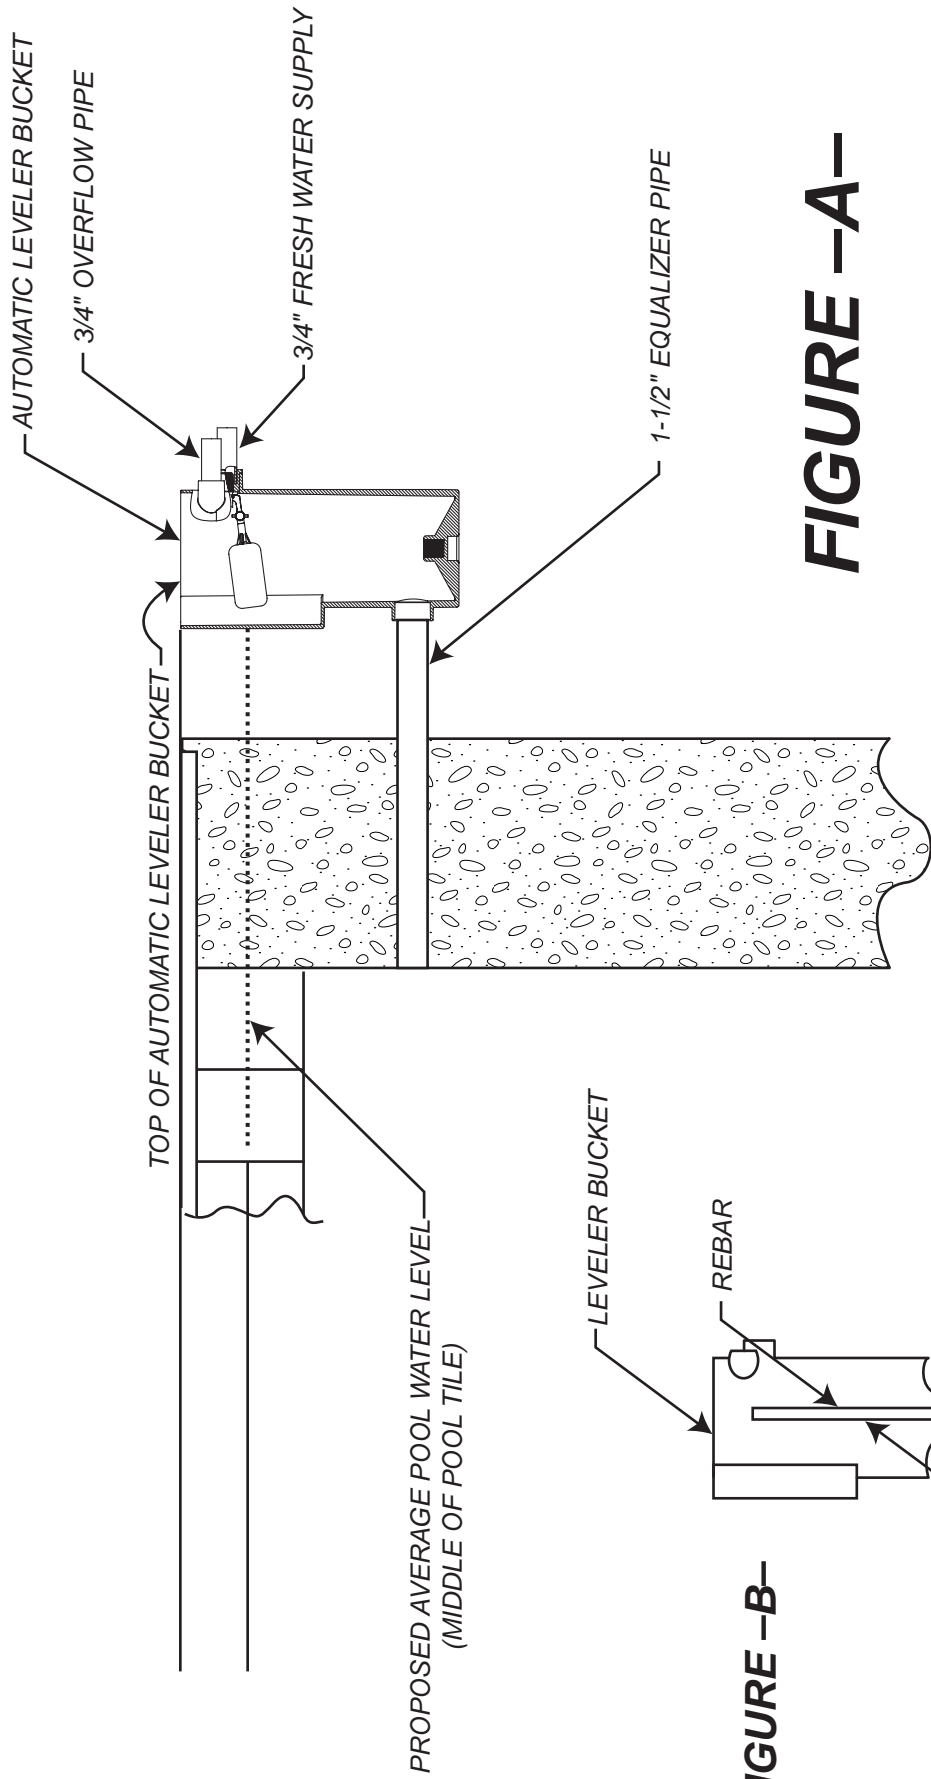 AUTOMATIC LEVELER BUCKET
3/4" OVERFLOW PIPE
3/4" FRESH WATER SUPPLY
TOP OF AUTOMATIC LEVELER BUCKET
1-1/2" EQUALIZER PIPE
FIGURE –A–
PROPOSED AVERAGE POOL WATER LEVEL
(MIDDLE OF POOL TILE)
LEVELER BUCKET
REBAR
IGURE –B–